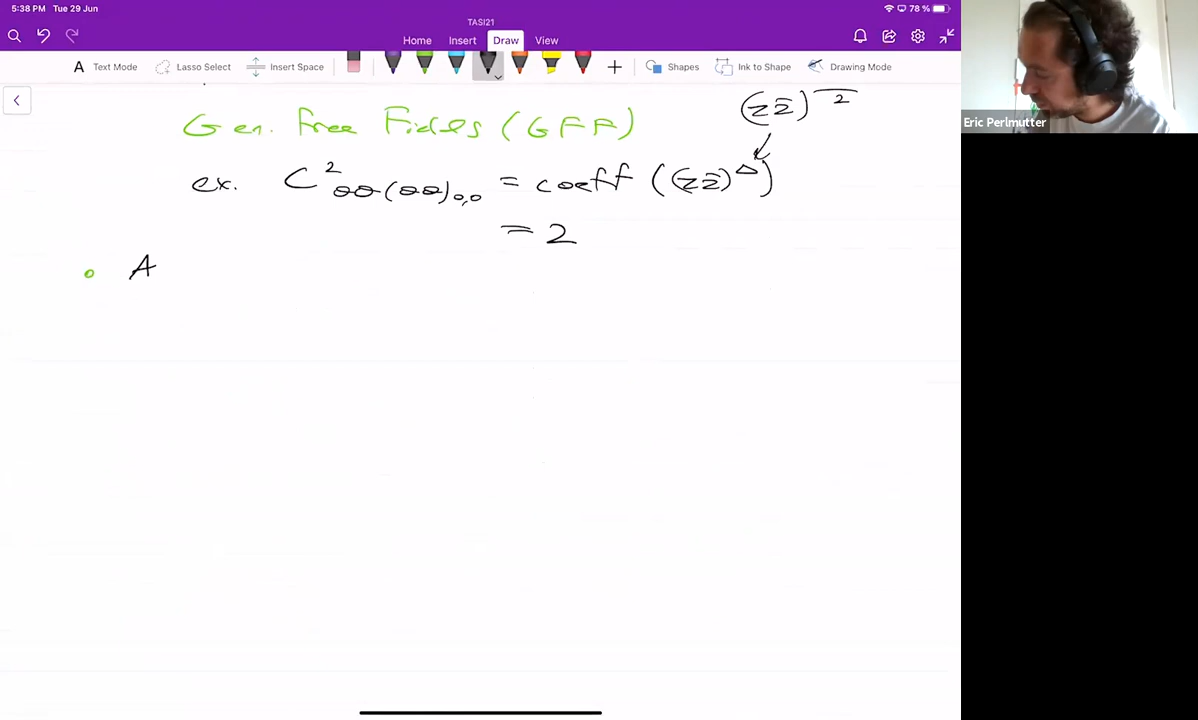 5:38 PM Tue 29 Jun
78 %
TASI21
Home Insert Draw View
A Text Mode Lasso Select Insert Space Shapes Ink to Shape Drawing Mode
Eric Perlmutter
(z z̄) 2
Gen. Free Fields (GFF)
ex. C²_{OO(OO)_{0,0}} = coeff ((z z̄)^Δ)
= 2
• A